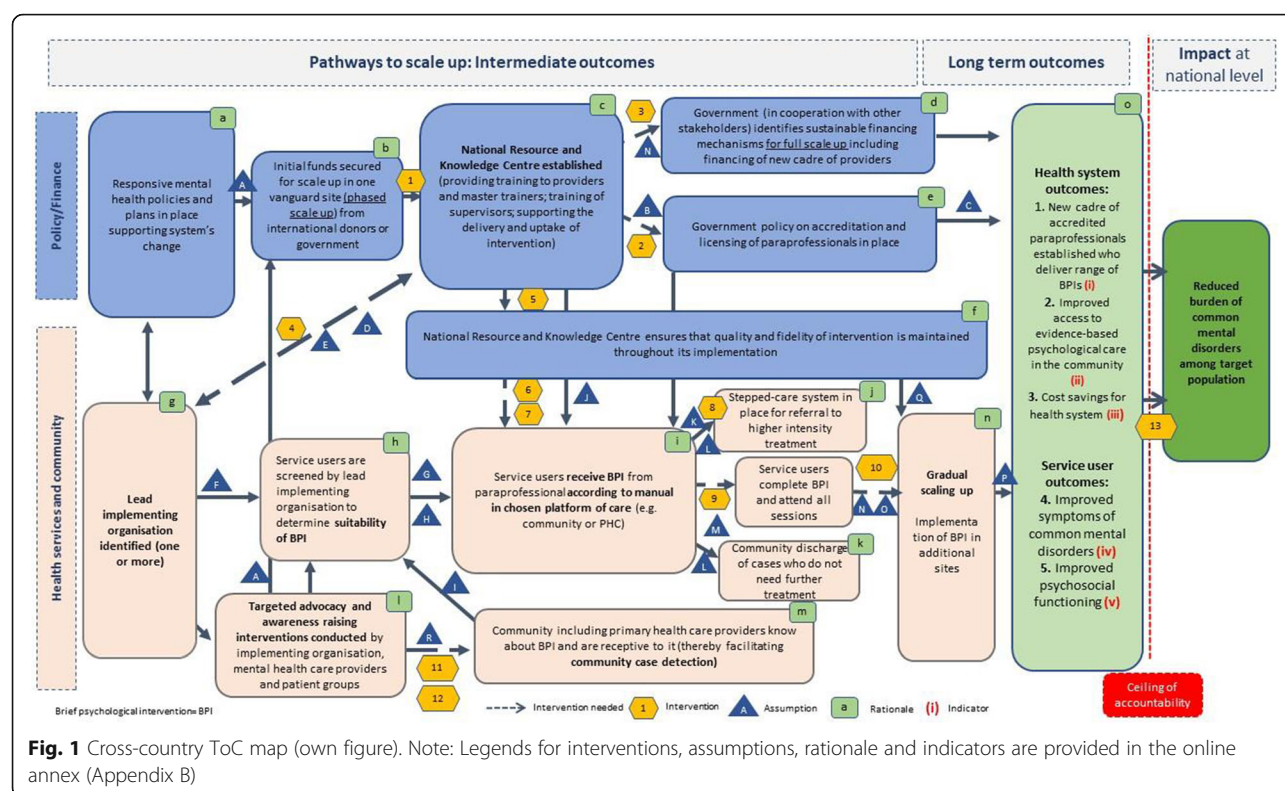 Pathways to scale up: Intermediate outcomes
Long term outcomes
Impact at
national level
Policy/Finance
Health services and community
a
Responsive mental
health policies and
plans in place
supporting system's
change
A
b
Initial funds secured
for scale up in one
vanguard site (phased
scale up) from
international donors or
government
1
c
National Resource and
Knowledge Centre established
(providing training to providers
and master trainers; training of
supervisors; supporting the
delivery and uptake of
intervention)
3
N
d
Government (in cooperation with other
stakeholders) identifies sustainable financing
mechanisms for full scale up including
financing of new cadre of providers
B
2
e
Government policy on accreditation and
licensing of paraprofessionals in place
C
4
E
D
5
f
National Resource and Knowledge Centre ensures that quality and fidelity of intervention is maintained
throughout its implementation
6
7
J
Q
g
Lead
implementing
organisation
identified (one
or more)
F
h
Service users are
screened by lead
implementing
organisation to
determine suitability
of BPI
G
H
i
Service users receive BPI from
paraprofessional according to manual
in chosen platform of care (e.g.
community or PHC)
K
8
L
j
Stepped-care system in
place for referral to
higher intensity
treatment
9
M
Service users
complete BPI
and attend all
sessions
10
N
O
L
k
Community discharge
of cases who do not
need further
treatment
n
Gradual
scaling up
Implementa
tion of BPI in
additional
sites
P
A
l
Targeted advocacy and
awareness raising
interventions conducted by
implementing organisation,
mental health care providers
and patient groups
R
11
12
I
m
Community including primary health care providers know
about BPI and are receptive to it (thereby facilitating
community case detection)
o
Health system
outcomes:
1. New cadre of
accredited
paraprofessionals
established who
deliver range of
BPIs (i)
2. Improved
access to
evidence-based
psychological care
in the community
(ii)
3. Cost savings for
health system (iii)
Service user
outcomes:
4. Improved
symptoms of
common mental
disorders (iv)
5. Improved
psychosocial
functioning (v)
13
Reduced
burden of
common
mental
disorders
among target
population
Ceiling of
accountability
Brief psychological intervention= BPI
Intervention needed
1 Intervention
A Assumption
a Rationale
(i) Indicator
Fig. 1 Cross-country ToC map (own figure). Note: Legends for interventions, assumptions, rationale and indicators are provided in the online
annex (Appendix B)